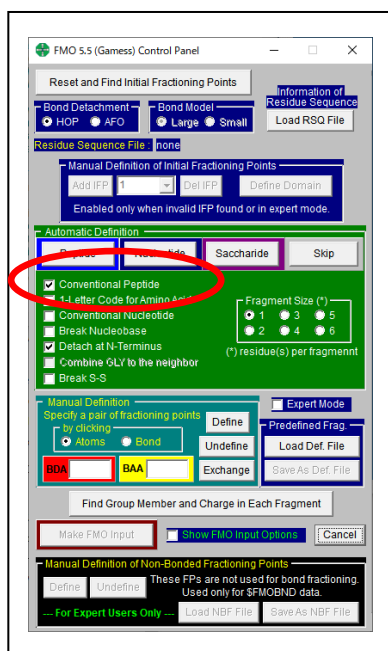 FMO 5.5 (Gamess) Control Panel
Reset and Find Initial Fractioning Points
Information of
Residue Sequence
Bond Detachment
Bond Model
HOP AFO
Large Small
Load RSQ File
Residue Sequence File : none
Manual Definition of Initial Fractioning Points
Add IFP 1 Del IFP Define Domain
Enabled only when invalid IFP found or in expert mode.
Automatic Definition
Peptide Nucleotide Saccharide Skip
Conventional Peptide
1-Letter Code for Amino Acid
Conventional Nucleotide
Break Nucleobase
Detach at N-Terminus
Combine GLY to the neighbor
Break S-S
Fragment Size (*)
1 3 5
2 4 6
(*) residue(s) per fragmennt
Manual Definition
Specify a pair of fractioning points
by clicking
Atoms Bond
BDA BAA
Define
Undefine
Exchange
Expert Mode
Predefined Frag.
Load Def. File
Save As Def. File
Find Group Member and Charge in Each Fragment
Make FMO Input Show FMO Input Options Cancel
Manual Definition of Non-Bonded Fractioning Points
Define Undefine
These FPs are not used for bond fractioning.
Used only for $FMOBND data.
--- For Expert Users Only --- Load NBF File Save As NBF File